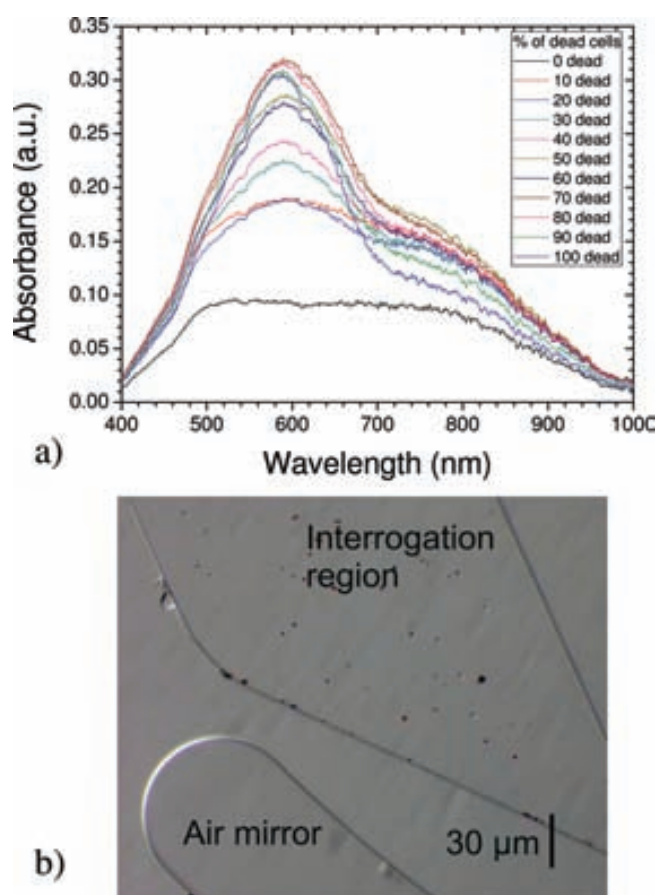 Absorbance (a.u.)
0.35
0.30
0.25
0.20
0.15
0.10
0.05
0.00
% of dead cells
0 dead
10 dead
20 dead
30 dead
40 dead
50 dead
60 dead
70 dead
80 dead
90 dead
100 dead
400 500 600 700 800 900 1000
Wavelength (nm)
a)
Interrogation
region
Air mirror
30 µm
b)